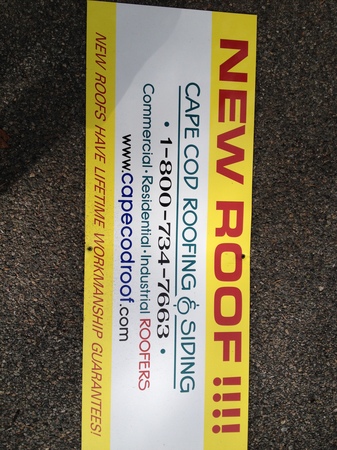 NEW ROOF!!!!
CAPE COD ROOFING & SIDING
• 1-800-734-7663 •
Commercial · Residential · Industrial ROOFERS
www.capecodroof.com
NEW ROOFS HAVE LIFETIME WORKMANSHIP GUARANTEES!